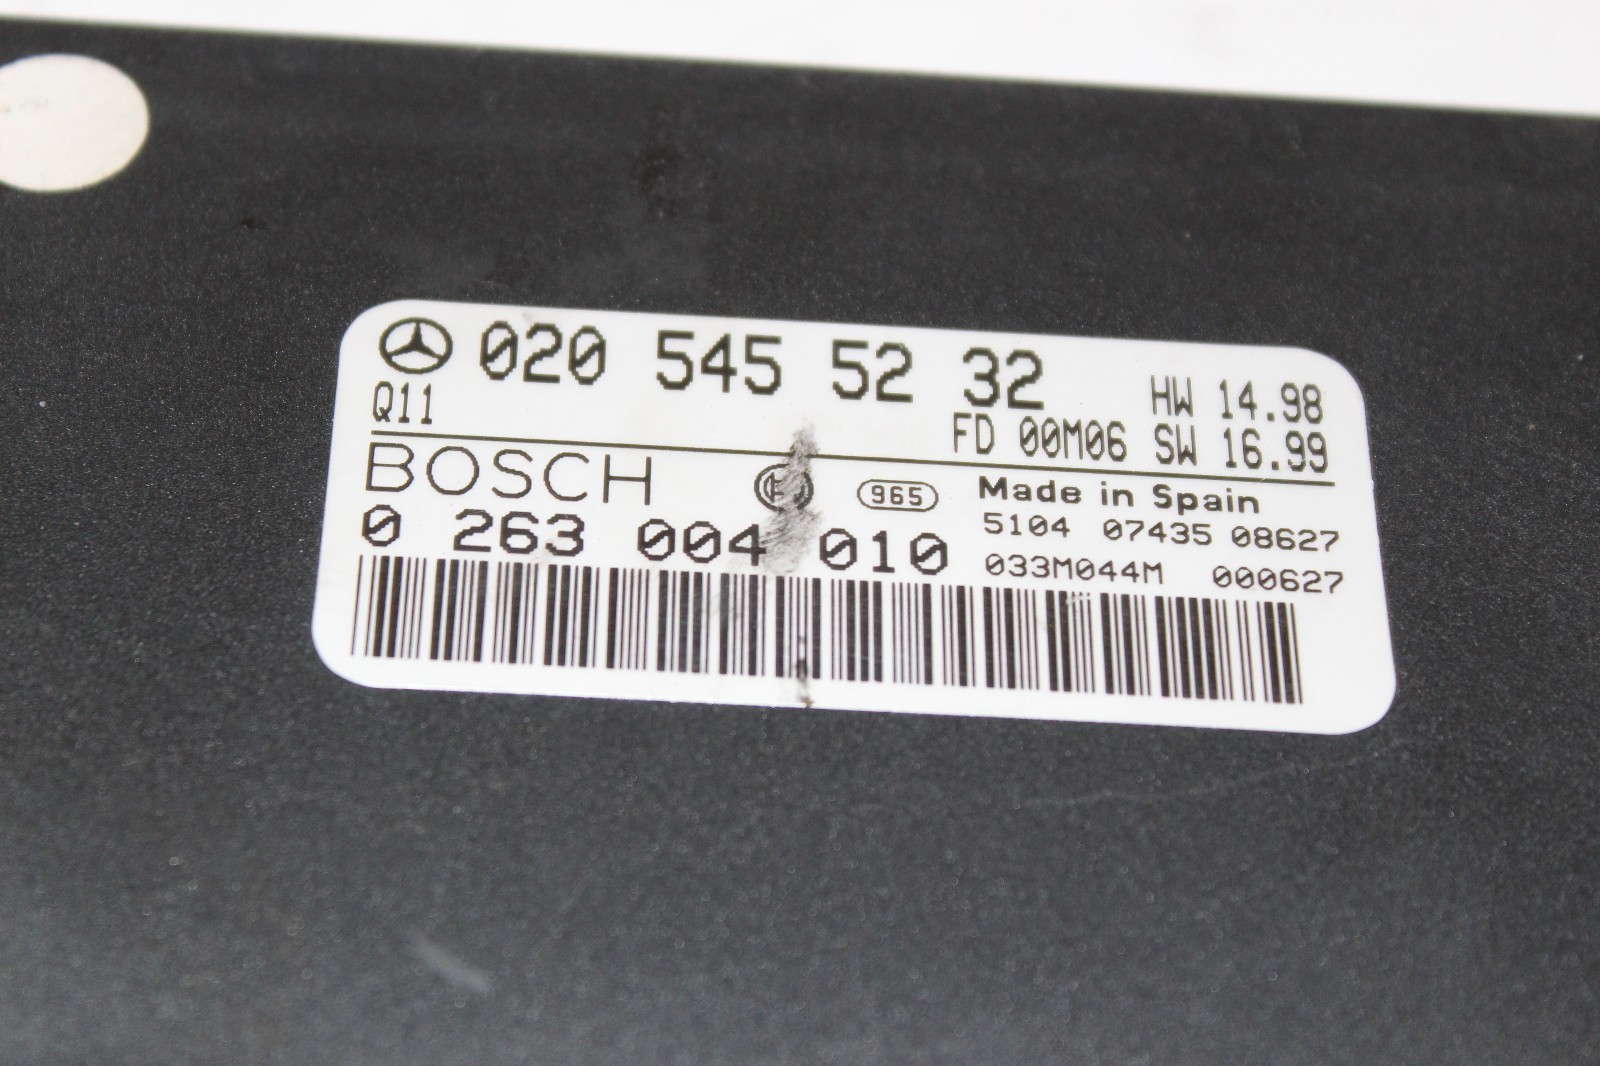 020 545 52 32 HW 14.98
Q11 FD 00M06 SW 16.99
BOSCH 965 Made in Spain
5104 07435 08627
0 263 004 010
033M044M 000627